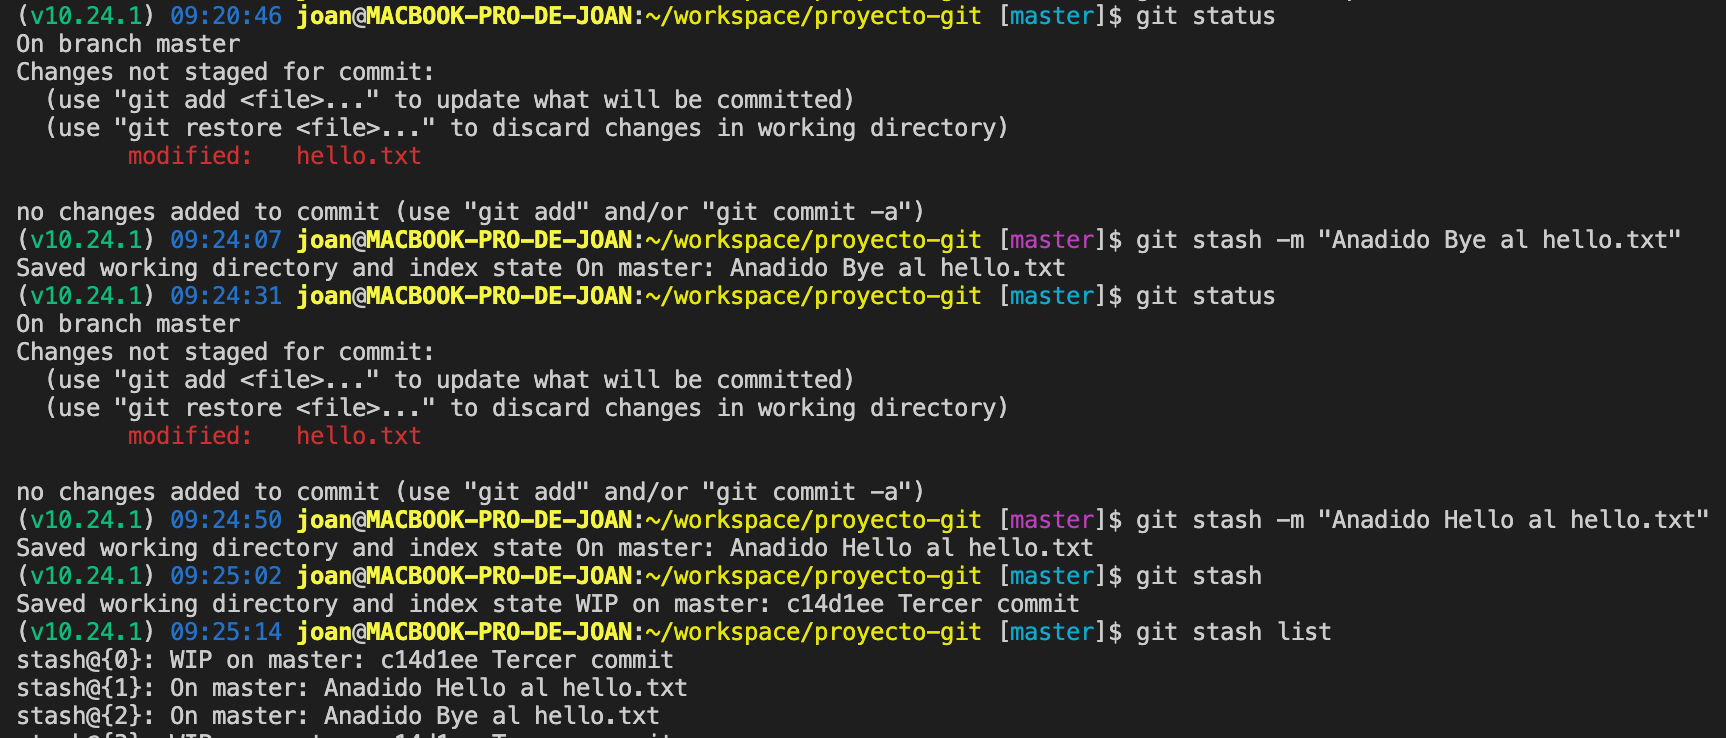 (v10.24.1) 09:20:46 joan@MACBOOK-PRO-DE-JOAN:~/workspace/proyecto-git [master]$ git status
On branch master
Changes not staged for commit:
  (use "git add <file>..." to update what will be committed)
  (use "git restore <file>..." to discard changes in working directory)
        modified:   hello.txt

no changes added to commit (use "git add" and/or "git commit -a")
(v10.24.1) 09:24:07 joan@MACBOOK-PRO-DE-JOAN:~/workspace/proyecto-git [master]$ git stash -m "Anadido Bye al hello.txt"
Saved working directory and index state On master: Anadido Bye al hello.txt
(v10.24.1) 09:24:31 joan@MACBOOK-PRO-DE-JOAN:~/workspace/proyecto-git [master]$ git status
On branch master
Changes not staged for commit:
  (use "git add <file>..." to update what will be committed)
  (use "git restore <file>..." to discard changes in working directory)
        modified:   hello.txt

no changes added to commit (use "git add" and/or "git commit -a")
(v10.24.1) 09:24:50 joan@MACBOOK-PRO-DE-JOAN:~/workspace/proyecto-git [master]$ git stash -m "Anadido Hello al hello.txt"
Saved working directory and index state On master: Anadido Hello al hello.txt
(v10.24.1) 09:25:02 joan@MACBOOK-PRO-DE-JOAN:~/workspace/proyecto-git [master]$ git stash
Saved working directory and index state WIP on master: c14d1ee Tercer commit
(v10.24.1) 09:25:14 joan@MACBOOK-PRO-DE-JOAN:~/workspace/proyecto-git [master]$ git stash list
stash@{0}: WIP on master: c14d1ee Tercer commit
stash@{1}: On master: Anadido Hello al hello.txt
stash@{2}: On master: Anadido Bye al hello.txt